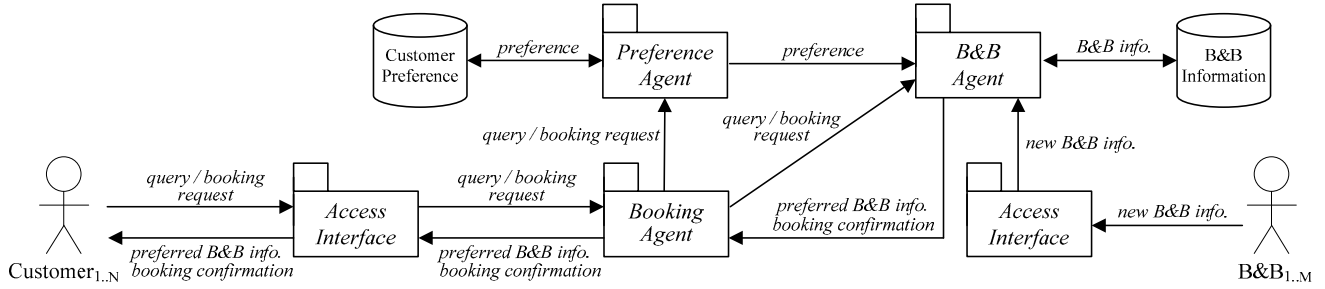 Customer
Preference
preference
Preference
Agent
preference
B&B
Agent
B&B info.
B&B
Information
query / booking request
query / booking
request
new B&B info.
query / booking
request
Access
Interface
query / booking
request
Booking
Agent
preferred B&B info.
booking confirmation
Access
Interface
new B&B info.
preferred B&B info.
booking confirmation
preferred B&B info.
booking confirmation
Customer1..N
B&B1..M